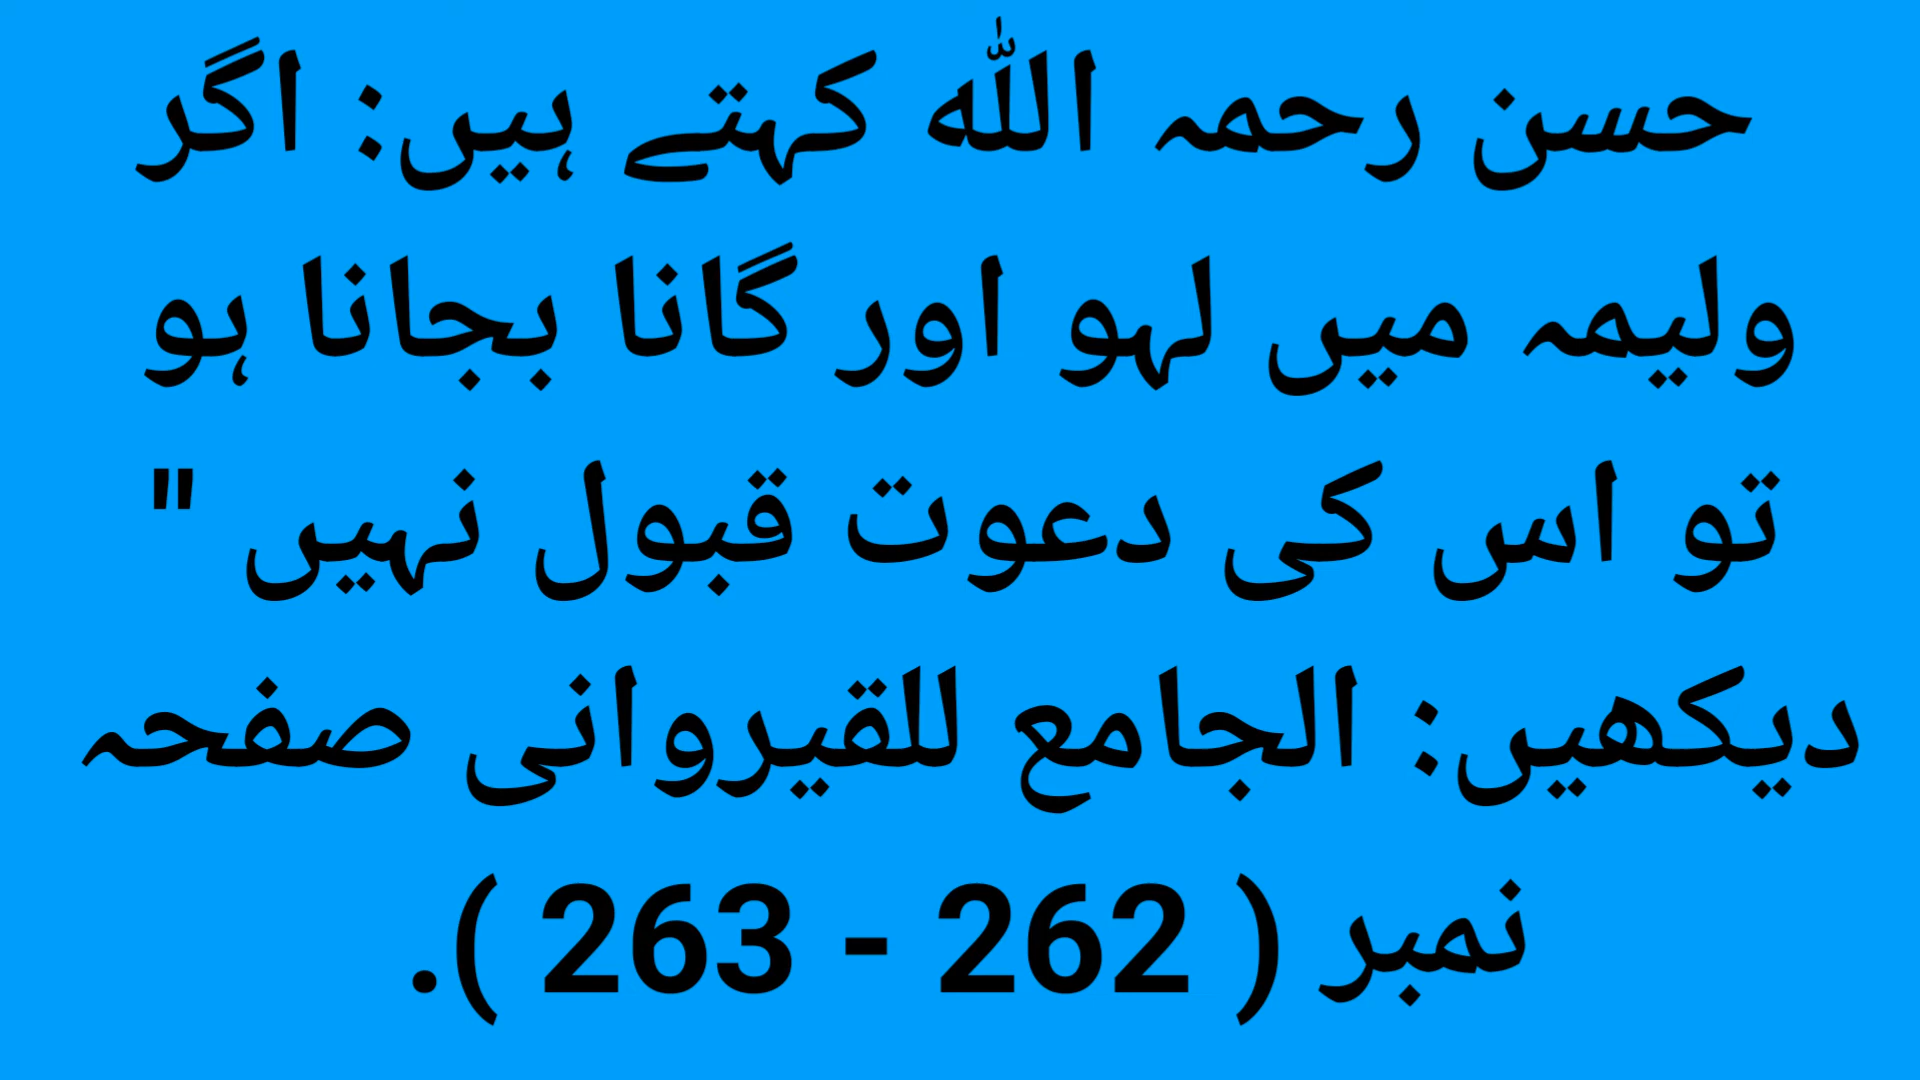 حسن رحمہ اللہ کہتے ہیں: اگر
ولیمہ میں لہو اور گانا بجانا ہو
تو اس کی دعوت قبول نہیں "
دیکھیں: الجامع للقیروانی صفحہ
نمبر ( 262 - 263 ).